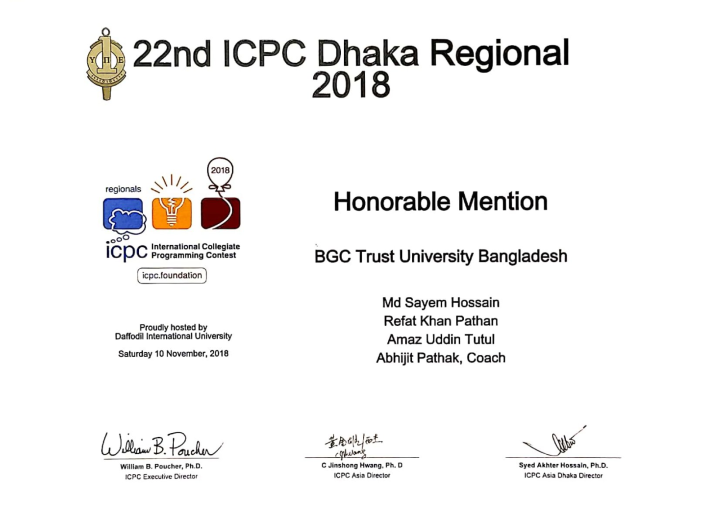 22nd ICPC Dhaka Regional
2018
ΥΠΕ
2018
regionals
icpc International Collegiate
Programming Contest
icpc.foundation
Proudly hosted by
Daffodil International University
Saturday 10 November, 2018
Honorable Mention
BGC Trust University Bangladesh
Md Sayem Hossain
Refat Khan Pathan
Amaz Uddin Tutul
Abhijit Pathak, Coach
William B. Poucher
William B. Poucher, Ph.D.
ICPC Executive Director
C Jinshong Hwang, Ph. D
ICPC Asia Director
Syed Akhter Hossain, Ph.D.
ICPC Asia Dhaka Director